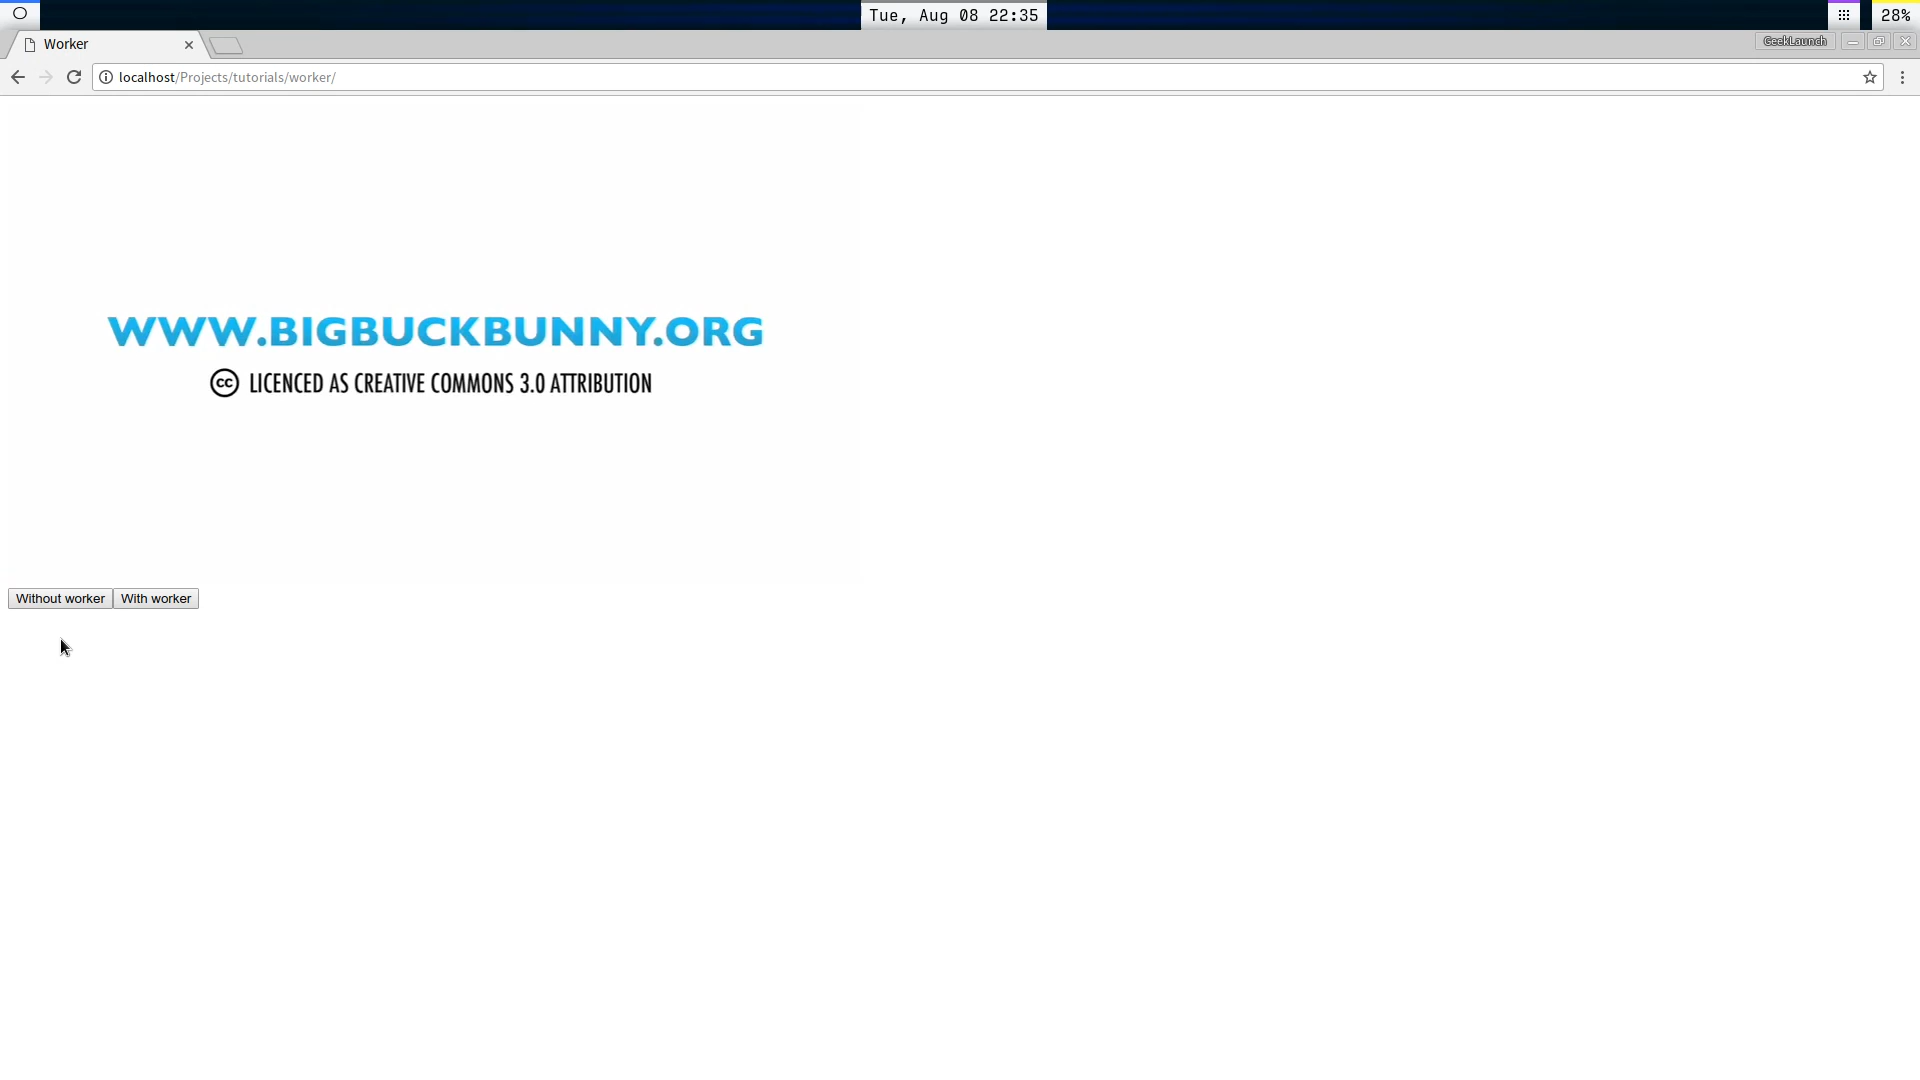 Tue, Aug 08 22:35
28%
Worker
GeekLaunch
localhost/Projects/tutorials/worker/
WWW.BIGBUCKBUNNY.ORG
cc LICENCED AS CREATIVE COMMONS 3.0 ATTRIBUTION
Without worker With worker